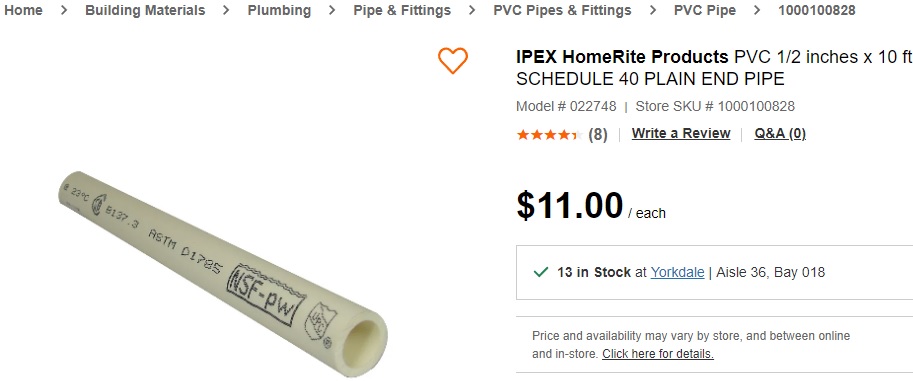 Home > Building Materials > Plumbing > Pipe & Fittings > PVC Pipes & Fittings > PVC Pipe > 1000100828
IPEX HomeRite Products PVC 1/2 inches x 10 ft
SCHEDULE 40 PLAIN END PIPE
Model # 022748 | Store SKU # 1000100828
(8) | Write a Review | Q&A (0)
$11.00 / each
13 in Stock at Yorkdale | Aisle 36, Bay 018
Price and availability may vary by store, and between online
and in-store. Click here for details.
@ 23°C B137.3 ASTM D1785 NSF-pw